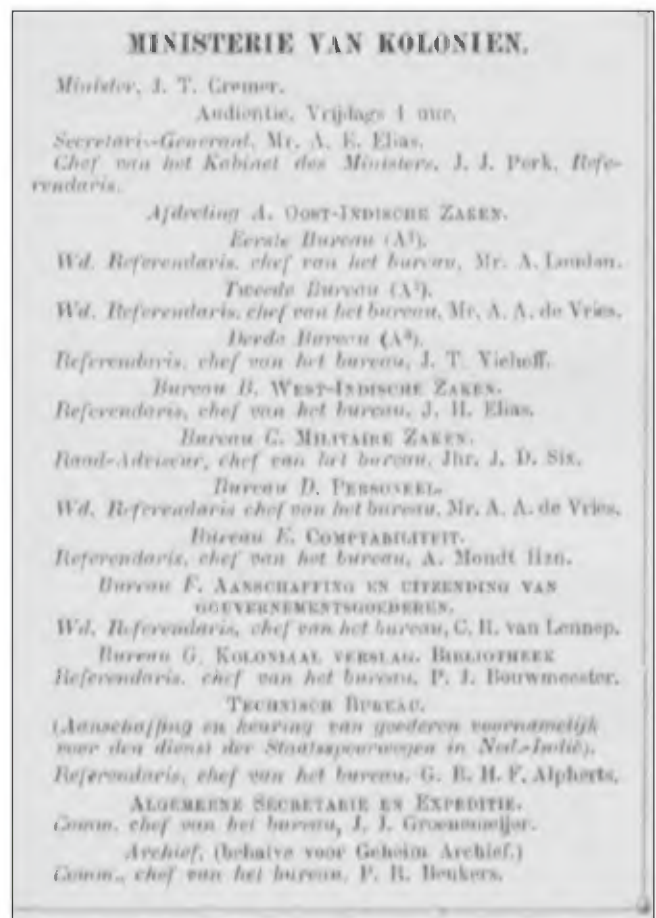 MINISTERIE VAN KOLONIEN.
Minister, J. T. Cremer.
Audientie, Vrijdags 1 uur.
Secretaris-Generaal, Mr. A. E. Elias.
Chef van het Kabinet des Ministers, J. J. Perk, Refe-
rendaris.
Afdeeling A. OOST-INDISCHE ZAKEN.
Eerste Bureau (A¹).
Wd. Referendaris, chef van het bureau, Mr. A. Loudon.
Tweede Bureau (A²).
Wd. Referendaris, chef van het bureau, Mr. A. A. de Vries.
Derde Bureau (A³).
Referendaris, chef van het bureau, J. T. Viehoff.
Bureau B. WEST-INDISCHE ZAKEN.
Referendaris, chef van het bureau, J. H. Elias.
Bureau C. MILITAIRE ZAKEN.
Raad-Adviseur, chef van het bureau, Jhr. J. D. Six.
Bureau D. PERSONEEL.
Wd. Referendaris chef van het bureau, Mr. A. A. de Vries.
Bureau E. COMPTABILITEIT.
Referendaris, chef van het bureau, A. Mondt Hzn.
Bureau F. AANSCHAFFING EN UITZENDING VAN
GOUVERNEMENTSGOEDEREN.
Wd. Referendaris, chef van het bureau, C. R. van Lennep.
Bureau G. KOLONIAAL VERSLAG. BIBLIOTHEEK
Referendaris, chef van het bureau, P. J. Bouwmeester.
TECHNISCH BUREAU.
(Aanschaffing en keuring van goederen voornamelijk
voor den dienst der Staatsspoorwegen in Ned.-Indië).
Referendaris, chef van het bureau, G. B. H. F. Alpherts.
ALGEMEENE SECRETARIE EN EXPEDITIE.
Comm. chef van het bureau, J. J. Groenemeijer.
Archief, (behalve voor Geheim Archief.)
Comm., chef van het bureau, P. R. Beukers.